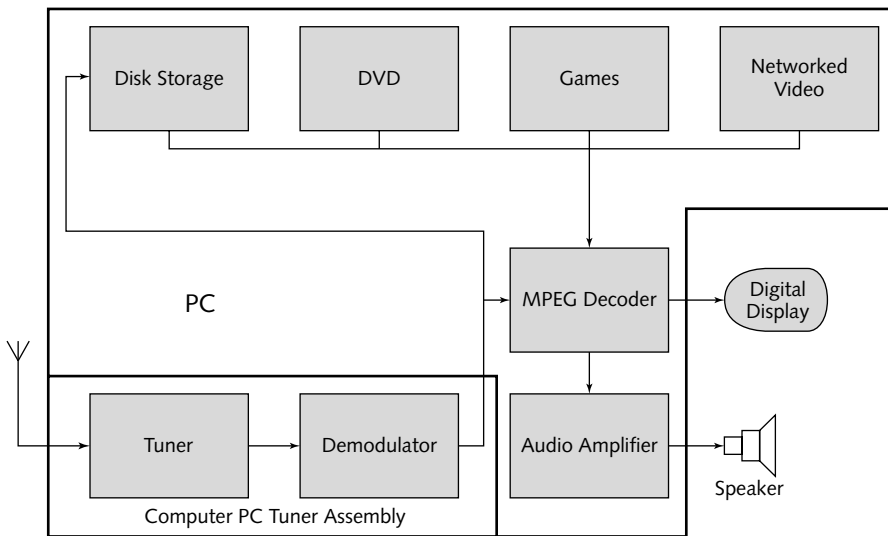 Disk Storage
DVD
Games
Networked
Video
PC
MPEG Decoder
Digital
Display
Tuner
Demodulator
Audio Amplifier
Speaker
Computer PC Tuner Assembly